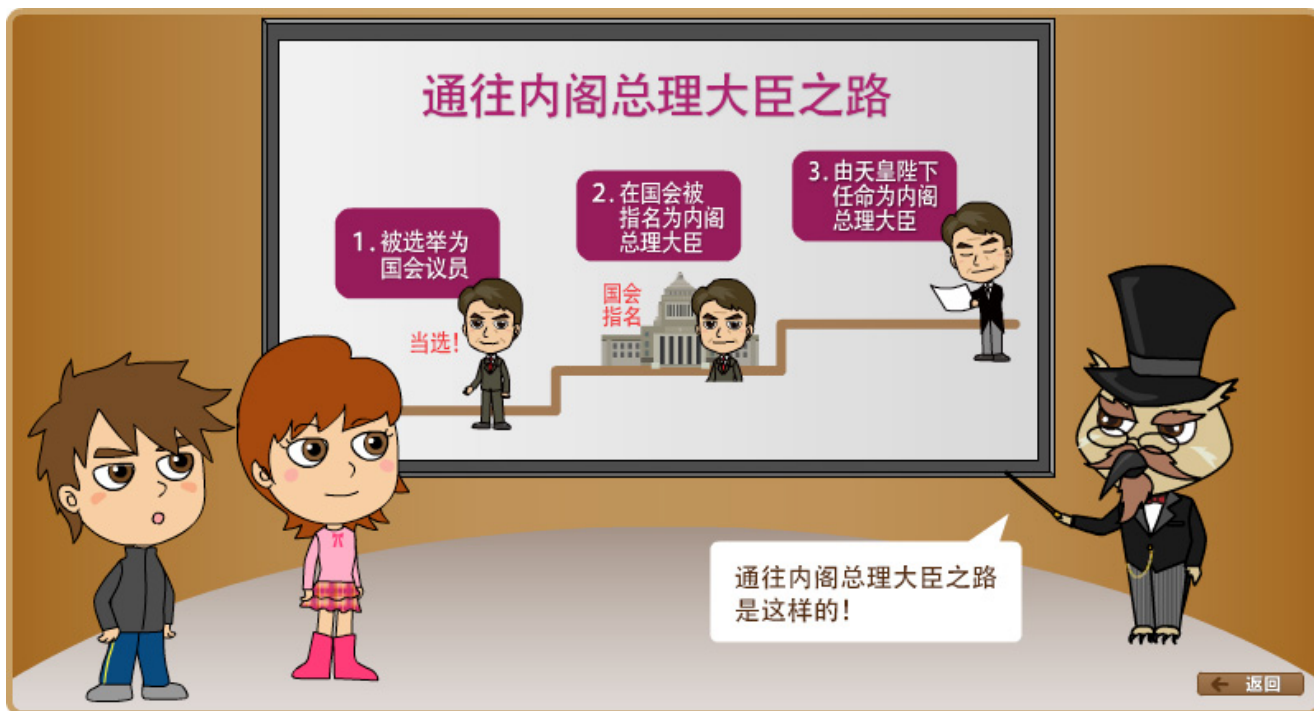 通往内阁总理大臣之路
1.被选举为
国会议员
当选!
2.在国会被
指名为内阁
总理大臣
国会
指名
3.由天皇陛下
任命为内阁
总理大臣
通往内阁总理大臣之路
是这样的!
返回